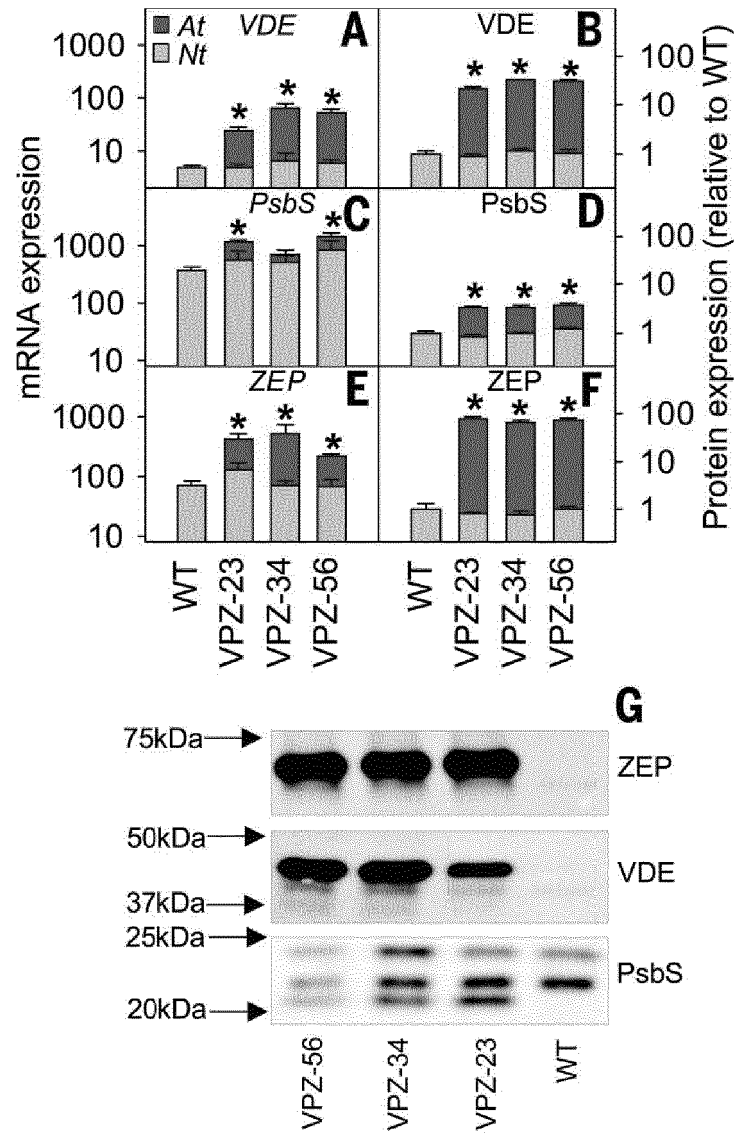 At
Nt
VDE
A
VDE
B
1000
100
10
100
10
1
* * *
* * *
PsbS
C
PsbS
D
1000
100
10
100
10
1
* *
* * *
ZEP
E
ZEP
F
1000
100
10
100
10
1
* * *
* * *
mRNA expression
Protein expression (relative to WT)
WT
VPZ-23
VPZ-34
VPZ-56
WT
VPZ-23
VPZ-34
VPZ-56
G
75kDa
ZEP
50kDa
VDE
37kDa
25kDa
PsbS
20kDa
VPZ-56
VPZ-34
VPZ-23
WT